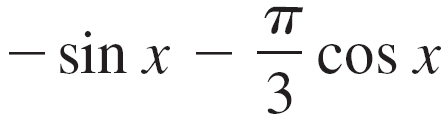 − sin x − π/3 cos x